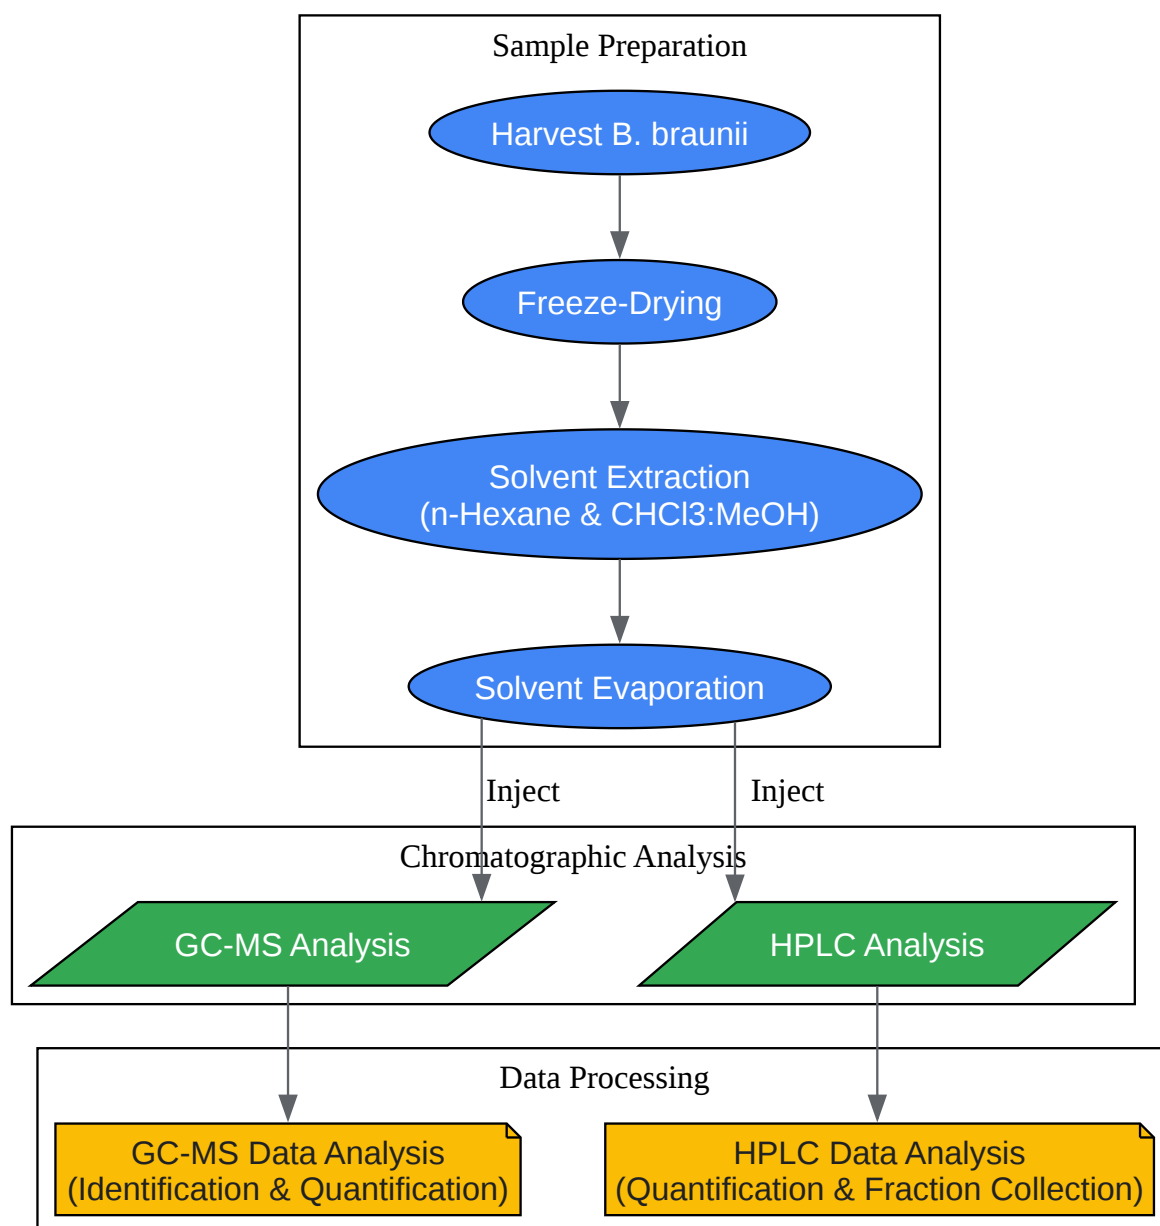 Sample Preparation
Harvest B. braunii
Freeze-Drying
Solvent Extraction
(n-Hexane & CHCl3:MeOH)
Solvent Evaporation
Inject
Inject
Chromatographic Analysis
GC-MS Analysis
HPLC Analysis
Data Processing
GC-MS Data Analysis
(Identification & Quantification)
HPLC Data Analysis
(Quantification & Fraction Collection)